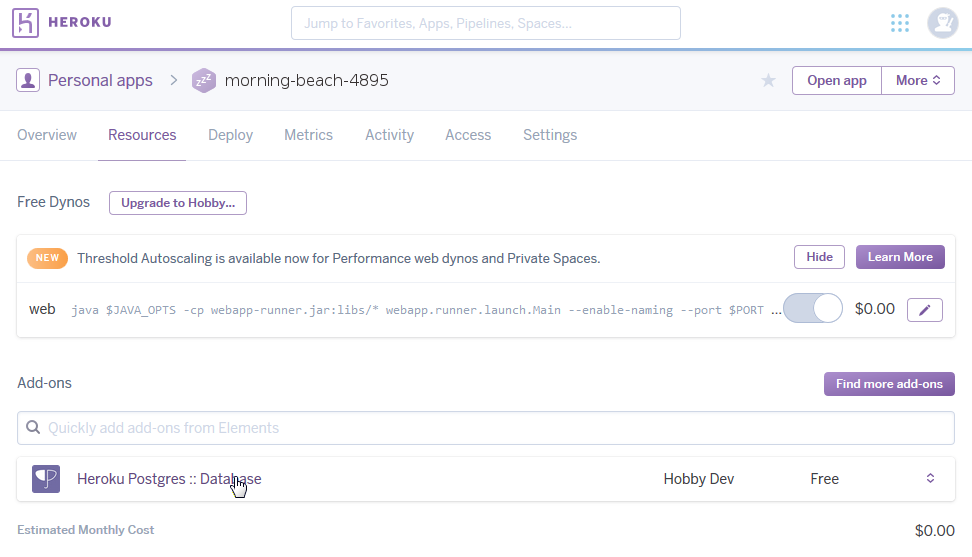 HEROKU
Jump to Favorites, Apps, Pipelines, Spaces...
Personal apps > zzz morning-beach-4895
Open app More
Overview Resources Deploy Metrics Activity Access Settings
Free Dynos Upgrade to Hobby...
NEW Threshold Autoscaling is available now for Performance web dynos and Private Spaces. Hide Learn More
web java $JAVA_OPTS -cp webapp-runner.jar:libs/* webapp.runner.launch.Main --enable-naming --port $PORT ... $0.00
Add-ons Find more add-ons
Quickly add add-ons from Elements
Heroku Postgres :: Database Hobby Dev Free
Estimated Monthly Cost $0.00